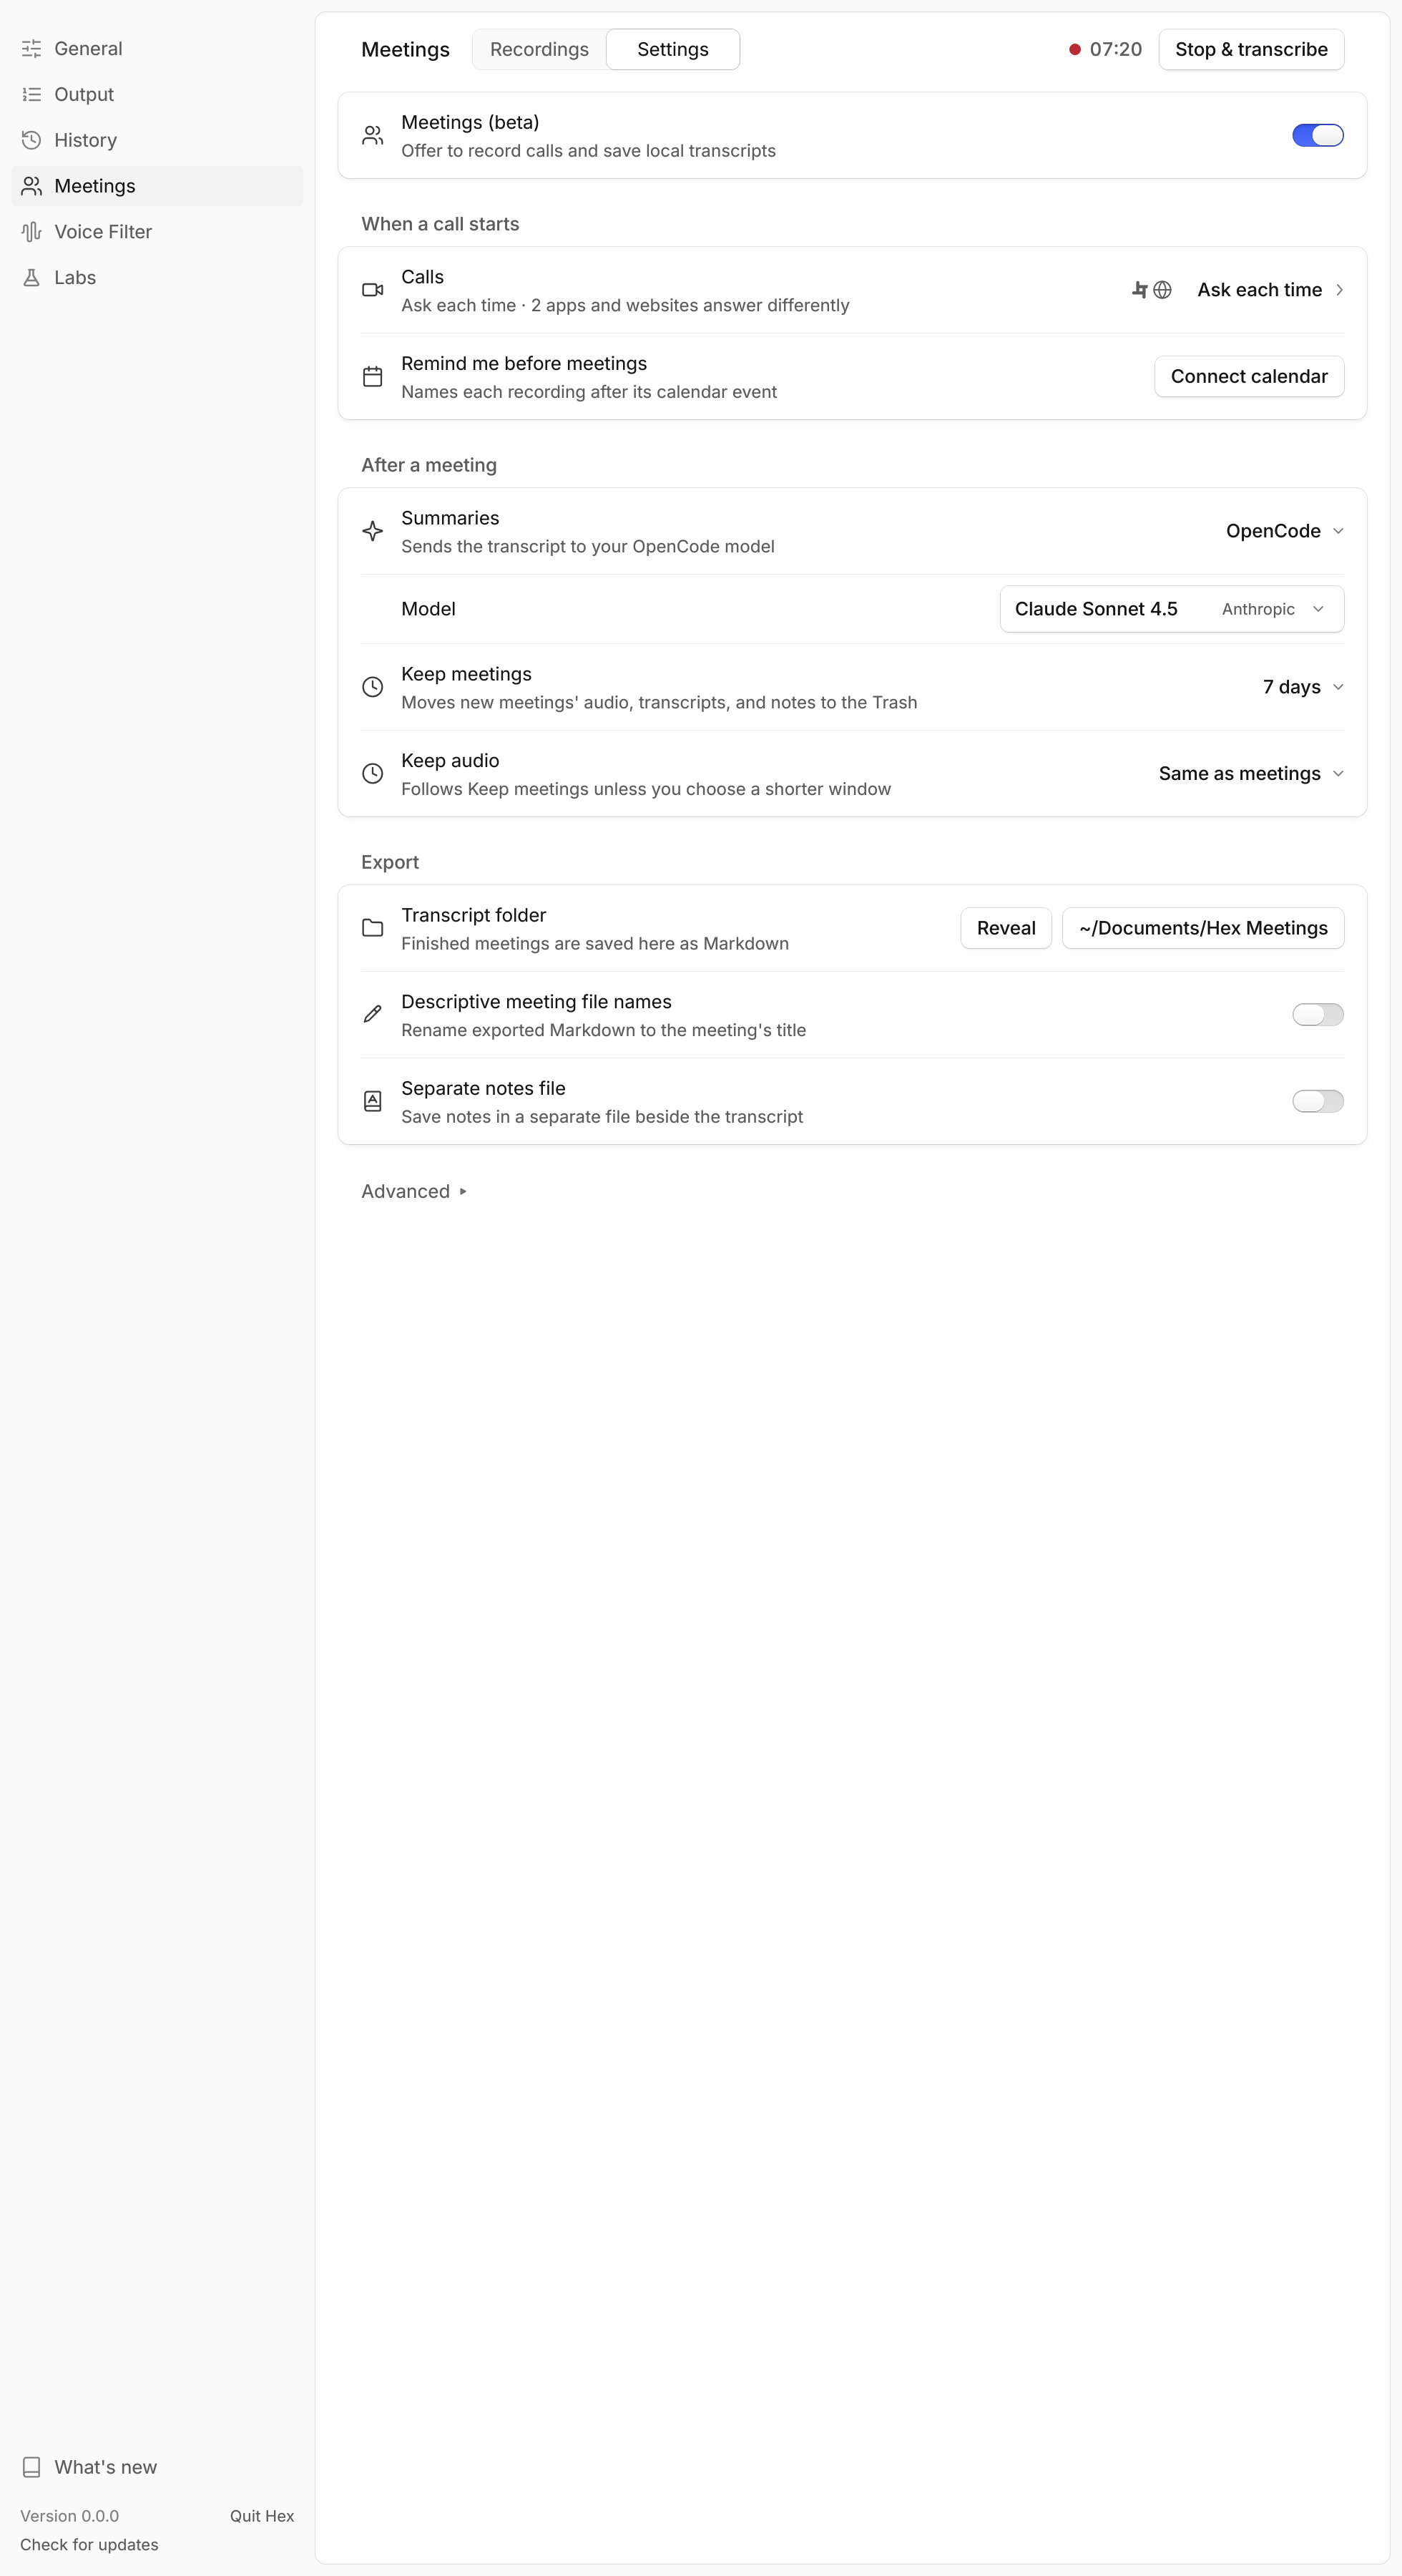 General
Output
History
Meetings
Voice Filter
Labs
What's new
Version 0.0.0
Quit Hex
Check for updates
Meetings
Recordings
Settings
07:20
Stop & transcribe
Meetings (beta)
Offer to record calls and save local transcripts
When a call starts
Calls
Ask each time · 2 apps and websites answer differently
Ask each time
Remind me before meetings
Names each recording after its calendar event
Connect calendar
After a meeting
Summaries
Sends the transcript to your OpenCode model
OpenCode
Model
Claude Sonnet 4.5
Anthropic
Keep meetings
Moves new meetings' audio, transcripts, and notes to the Trash
7 days
Keep audio
Follows Keep meetings unless you choose a shorter window
Same as meetings
Export
Transcript folder
Finished meetings are saved here as Markdown
Reveal
~/Documents/Hex Meetings
Descriptive meeting file names
Rename exported Markdown to the meeting's title
Separate notes file
Save notes in a separate file beside the transcript
Advanced